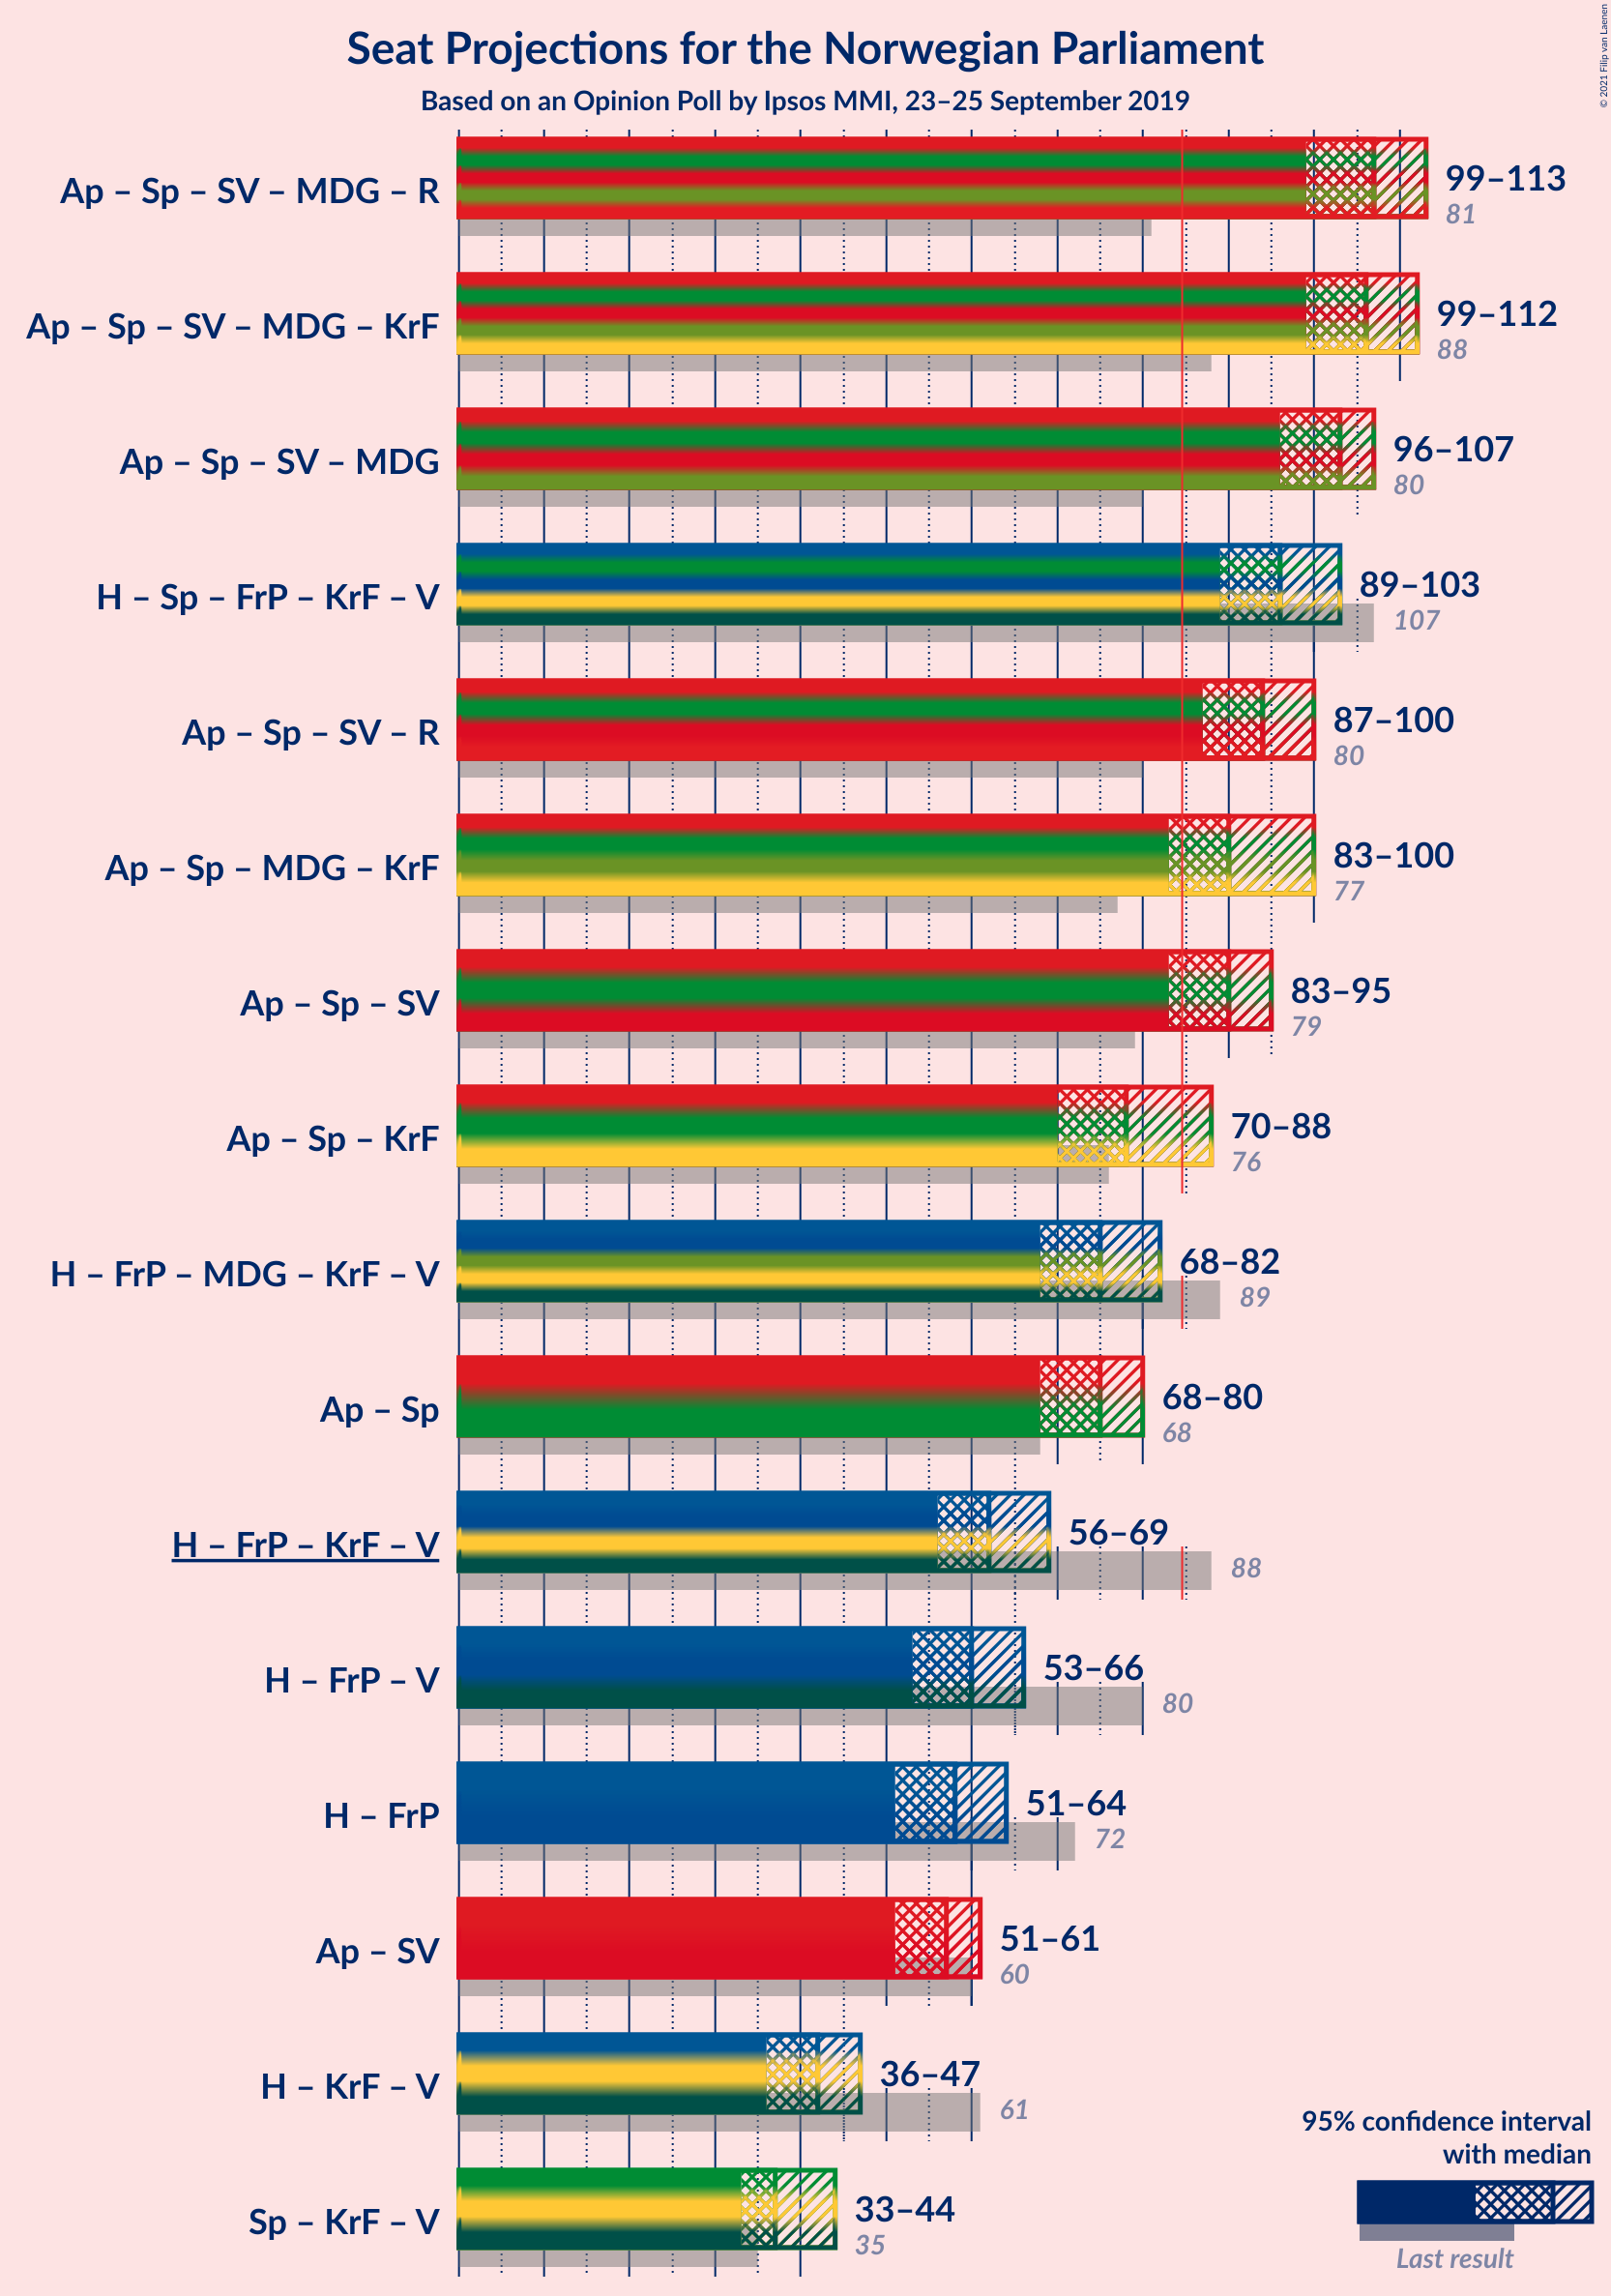 © 2021 Filip van Laenen
Seat Projections for the Norwegian Parliament
Based on an Opinion Poll by Ipsos MMI, 23–25 September 2019
Ap – Sp – SV – MDG – R
99–113
81
Ap – Sp – SV – MDG – KrF
99–112
88
Ap – Sp – SV – MDG
96–107
80
H – Sp – FrP – KrF – V
89–103
107
Ap – Sp – SV – R
87–100
80
Ap – Sp – MDG – KrF
83–100
77
Ap – Sp – SV
83–95
79
Ap – Sp – KrF
70–88
76
H – FrP – MDG – KrF – V
68–82
89
Ap – Sp
68–80
68
H – FrP – KrF – V
56–69
88
H – FrP – V
53–66
80
H – FrP
51–64
72
Ap – SV
51–61
60
H – KrF – V
36–47
61
Sp – KrF – V
33–44
35
95% confidence interval
with median
Last result